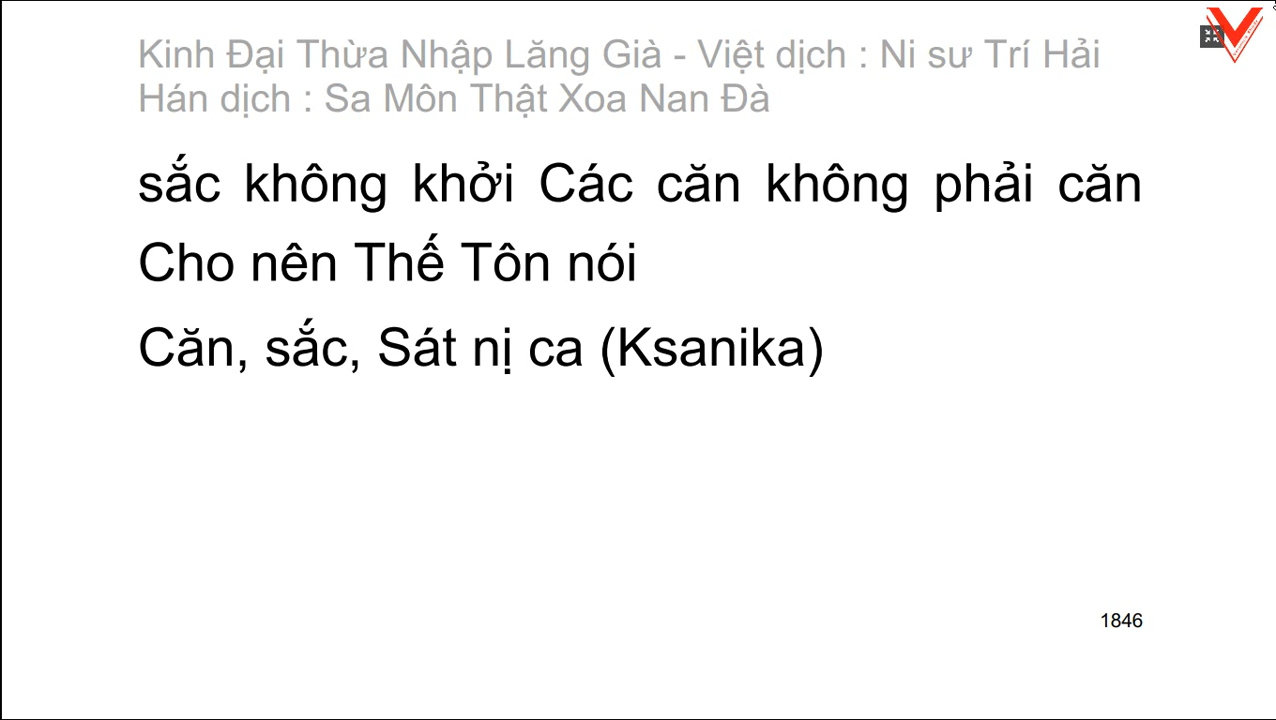 Kinh Đại Thừa Nhập Lăng Già - Việt dịch : Ni sư Trí Hải
Hán dịch : Sa Môn Thật Xoa Nan Đà
sắc không khởi Các căn không phải căn
Cho nên Thế Tôn nói
Căn, sắc, Sát nị ca (Ksanika)
1846